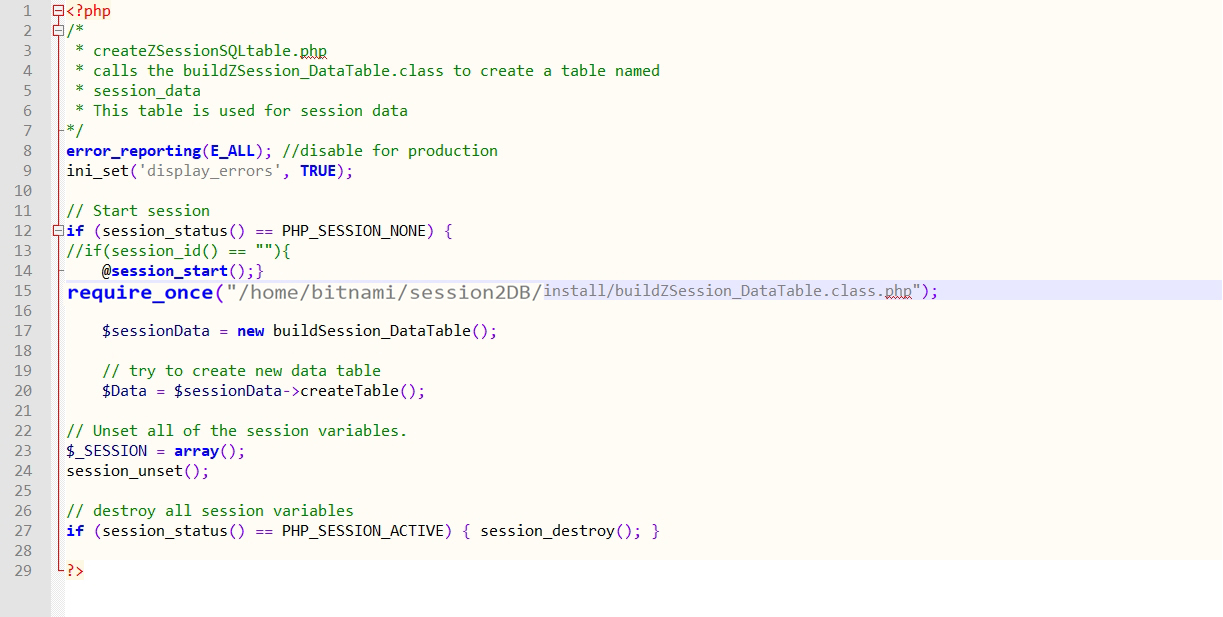 1 <?php
2 /*
3  * createZSessionSQLtable.php
4  * calls the buildZSession_DataTable.class to create a table named
5  * session_data
6  * This table is used for session data
7 */
8 error_reporting(E_ALL); //disable for production
9 ini_set('display_errors', TRUE);
10
11 // Start session
12 if (session_status() == PHP_SESSION_NONE) {
13 //if(session_id() == ""){
14     @session_start();}
15 require_once("/home/bitnami/session2DB/install/buildZSession_DataTable.class.php");
16
17     $sessionData = new buildSession_DataTable();
18
19     // try to create new data table
20     $Data = $sessionData->createTable();
21
22 // Unset all of the session variables.
23 $_SESSION = array();
24 session_unset();
25
26 // destroy all session variables
27 if (session_status() == PHP_SESSION_ACTIVE) { session_destroy(); }
28
29 ?>